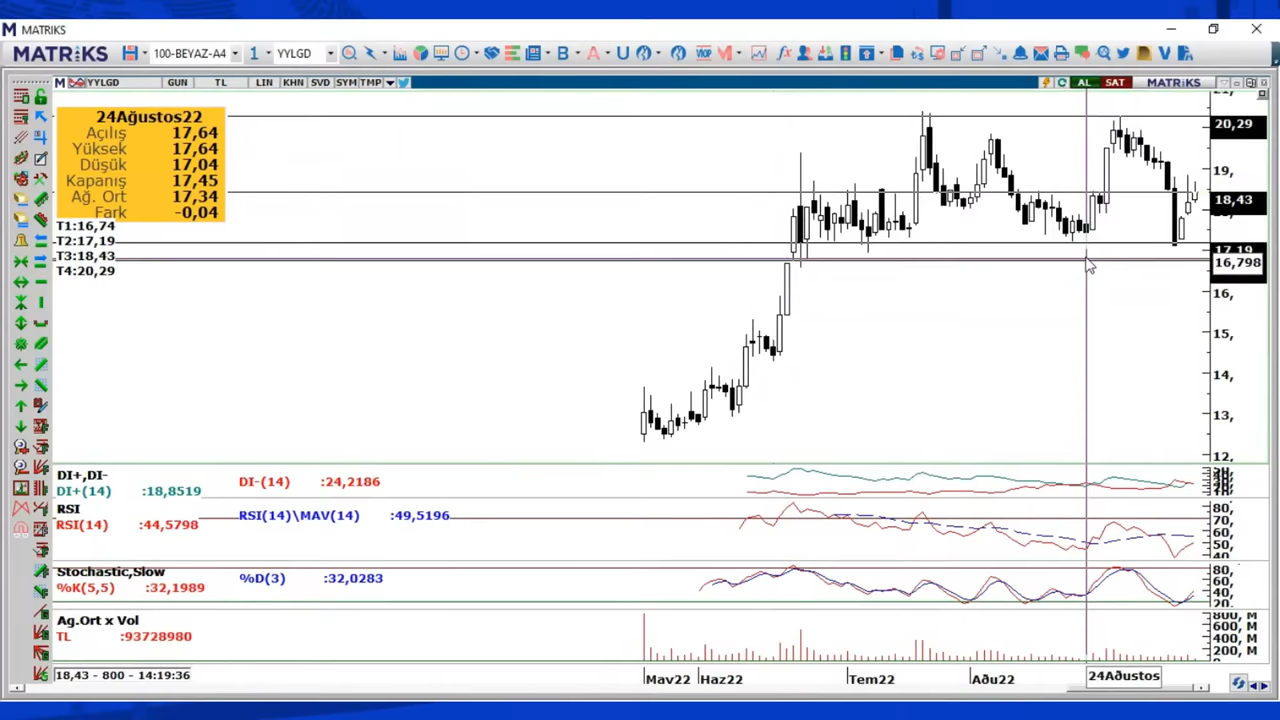 MATRIKS
MATRİKS 100-BEYAZ-A4 1 YYLGD
YYLGD GUN TL LIN KHN SVD SYM TMP AL SAT MATRİKS
24Ağustos22
Açılış 17,64
Yüksek 17,64
Düşük 17,04
Kapanış 17,45
Ağ. Ort 17,34
Fark -0,04
T1:16,74
T2:17,19
T3:18,43
T4:20,29
20,29
19,
18,43
17,19
16,798
16,
15,
14,
13,
12,
DI+,DI-
DI+(14) :18,8519 DI-(14) :24,2186
RSI
RSI(14) :44,5798 RSI(14)\MAV(14) :49,5196
80,
70,
60,
50,
40,
Stochastic,Slow
%K(5,5) :32,1989 %D(3) :32,0283
80,
60,
40,
20,
Ag.Ort x Vol
TL :93728980
800, M
600, M
400, M
200, M
18,43 - 800 - 14:19:36 May22 Haz22 Tem22 Aðu22 24Aðustos